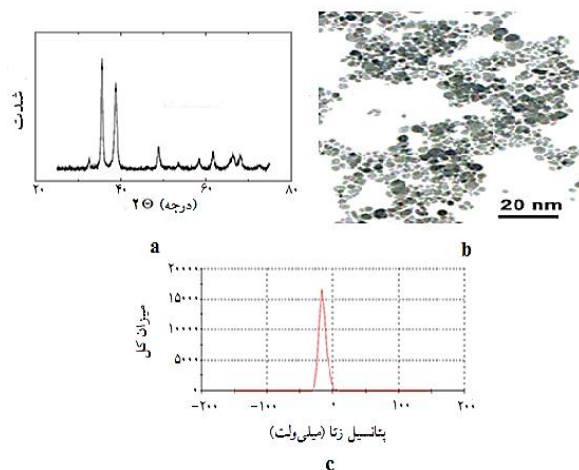 شدت
۲۰ ۴۰ ۶۰ ۸۰
۲Θ (درجه)
a
20 nm
b
میزان کل
۲۰۰۰۰
۱۵۰۰۰
۱۰۰۰۰
۵۰۰۰
۰
-۲۰۰ -۱۰۰ ۰ ۱۰۰ ۲۰۰
پتانسیل زتا (میلی‌ولت)
c